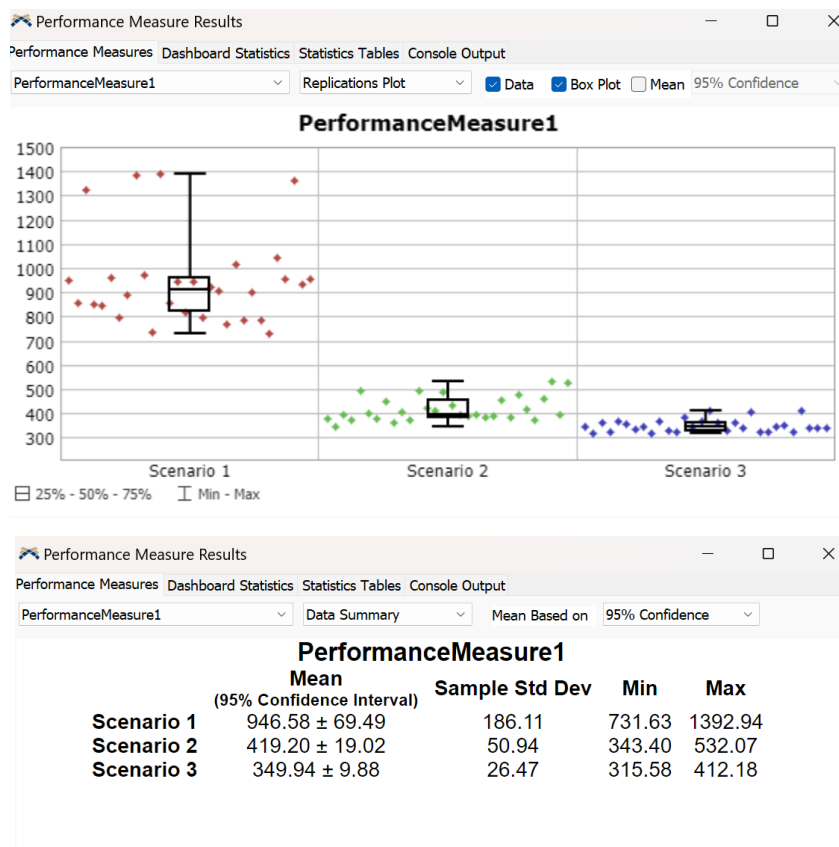 Performance Measure Results
Performance Measures Dashboard Statistics Statistics Tables Console Output
PerformanceMeasure1 Replications Plot Data Box Plot Mean 95% Confidence
PerformanceMeasure1
1500
1400
1300
1200
1100
1000
900
800
700
600
500
400
300
Scenario 1 Scenario 2 Scenario 3
25% - 50% - 75% Min - Max
Performance Measure Results
Performance Measures Dashboard Statistics Statistics Tables Console Output
PerformanceMeasure1 Data Summary Mean Based on 95% Confidence
PerformanceMeasure1
Mean
(95% Confidence Interval) Sample Std Dev Min Max
Scenario 1 946.58 ± 69.49 186.11 731.63 1392.94
Scenario 2 419.20 ± 19.02 50.94 343.40 532.07
Scenario 3 349.94 ± 9.88 26.47 315.58 412.18